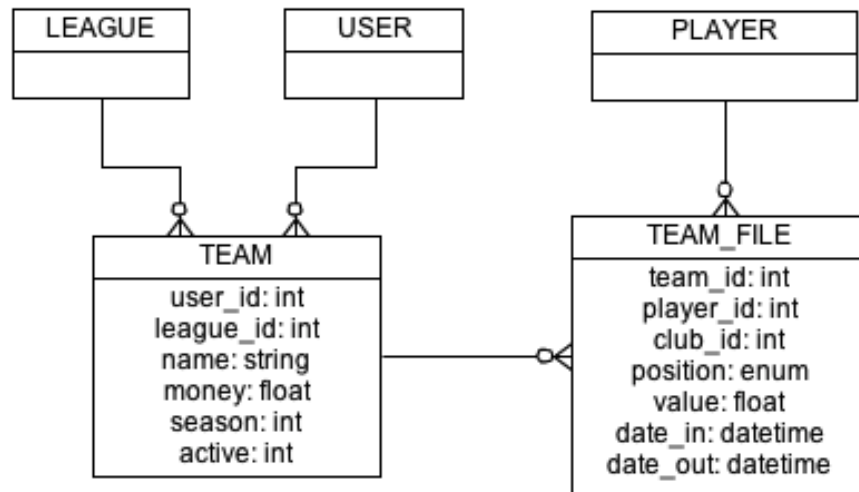 LEAGUE
USER
PLAYER
TEAM
user_id: int
league_id: int
name: string
money: float
season: int
active: int
TEAM_FILE
team_id: int
player_id: int
club_id: int
position: enum
value: float
date_in: datetime
date_out: datetime